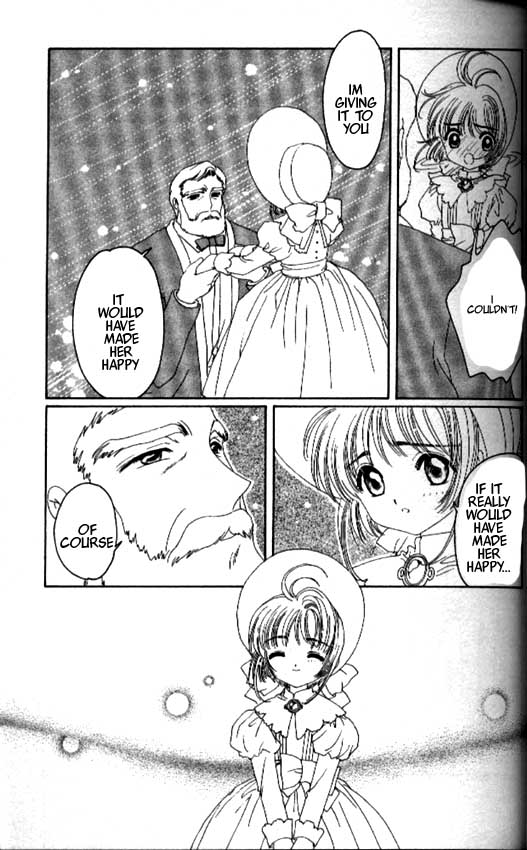 I
COULDN'T!
IM
GIVING
IT TO
YOU
IT
WOULD
HAVE
MADE
HER
HAPPY
IF IT
REALLY
WOULD
HAVE
MADE
HER
HAPPY...
OF
COURSE